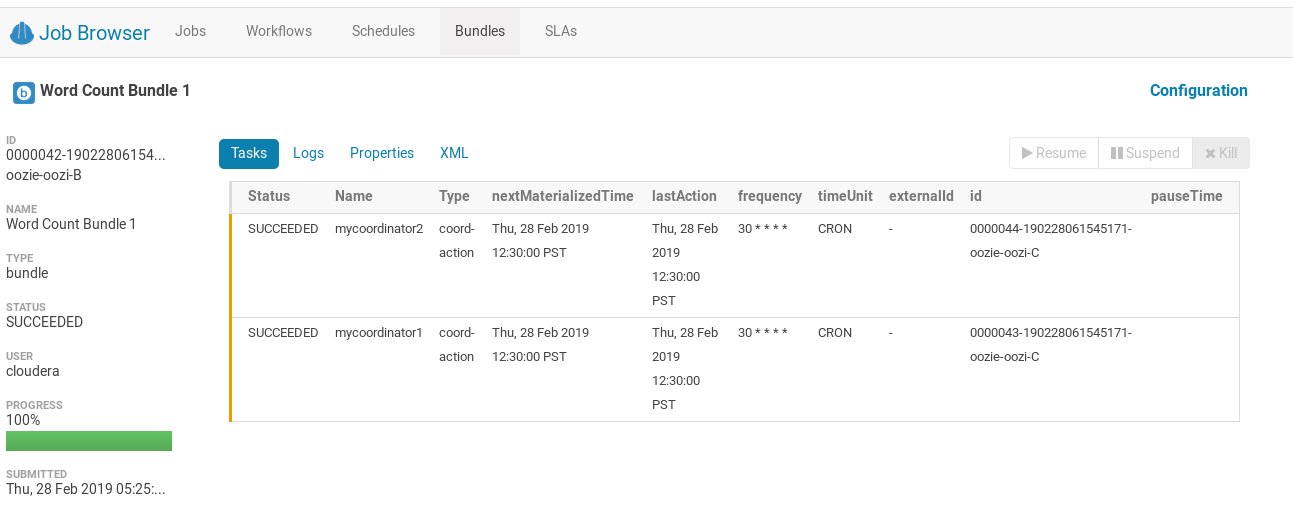 Job Browser Jobs Workflows Schedules Bundles SLAs
b Word Count Bundle 1 Configuration
ID
0000042-19022806154...
oozie-oozi-B
NAME
Word Count Bundle 1
TYPE
bundle
STATUS
SUCCEEDED
USER
cloudera
PROGRESS
100%
SUBMITTED
Thu, 28 Feb 2019 05:25:...
Tasks Logs Properties XML Resume Suspend Kill
Status Name Type nextMaterializedTime lastAction frequency timeUnit externalId id pauseTime
SUCCEEDED mycoordinator2 coord- Thu, 28 Feb 2019 Thu, 28 Feb 30 * * * * CRON - 0000044-190228061545171-
action 12:30:00 PST 2019 oozie-oozi-C
12:30:00
PST
SUCCEEDED mycoordinator1 coord- Thu, 28 Feb 2019 Thu, 28 Feb 30 * * * * CRON - 0000043-190228061545171-
action 12:30:00 PST 2019 oozie-oozi-C
12:30:00
PST